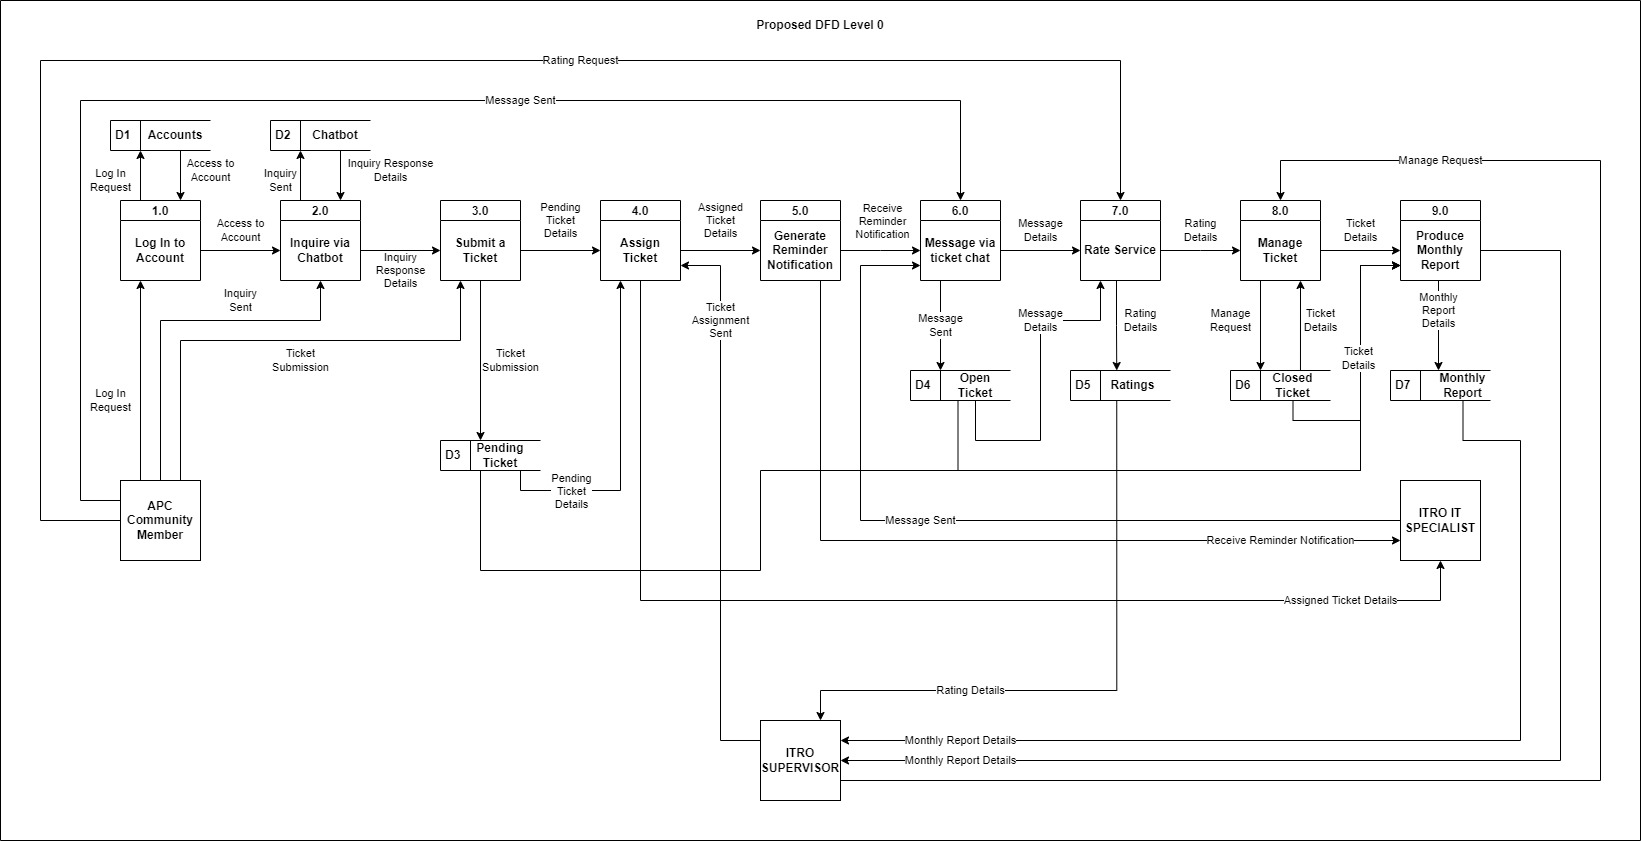 Proposed DFD Level 0
Rating Request
Message Sent
D1 Accounts
D2 Chatbot
Manage Request
Log In
Request
Access to
Account
Inquiry
Sent
Inquiry Response
Details
1.0
Log In to
Account
Access to
Account
2.0
Inquire via
Chatbot
Inquiry
Response
Details
3.0
Submit a
Ticket
Pending
Ticket
Details
4.0
Assign
Ticket
Assigned
Ticket
Details
5.0
Generate
Reminder
Notification
Receive
Reminder
Notification
6.0
Message via
ticket chat
Message
Details
7.0
Rate Service
Rating
Details
8.0
Manage
Ticket
Ticket
Details
9.0
Produce
Monthly
Report
Inquiry
Sent
Ticket
Submission
Ticket
Submission
Ticket
Assignment
Sent
Message
Sent
Message
Details
Rating
Details
Manage
Request
Ticket
Details
Ticket
Details
Monthly
Report
Details
Log In
Request
D4 Open
Ticket
D5 Ratings
D6 Closed
Ticket
D7 Monthly
Report
D3 Pending
Ticket
Pending
Ticket
Details
APC
Community
Member
Message Sent
ITRO IT
SPECIALIST
Receive Reminder Notification
Assigned Ticket Details
Rating Details
ITRO
SUPERVISOR
Monthly Report Details
Monthly Report Details